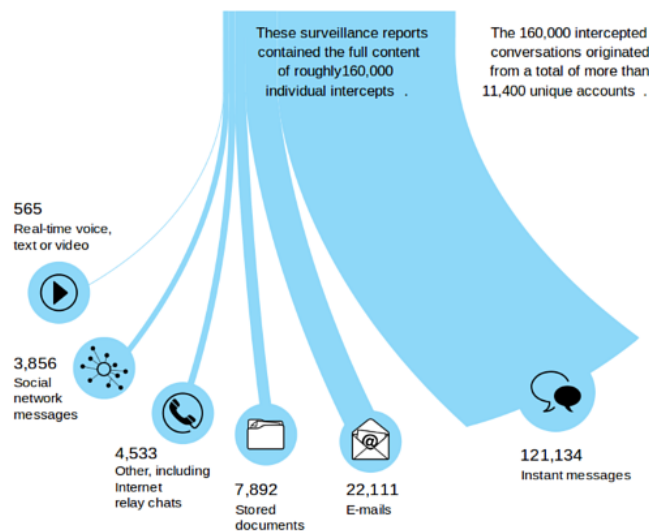 These surveillance reports
contained the full content
of roughly160,000
individual intercepts .
The 160,000 intercepted
conversations originated
from a total of more than
11,400 unique accounts .
565
Real-time voice,
text or video
3,856
Social
network
messages
4,533
Other, including
Internet
relay chats
7,892
Stored
documents
22,111
E-mails
121,134
Instant messages